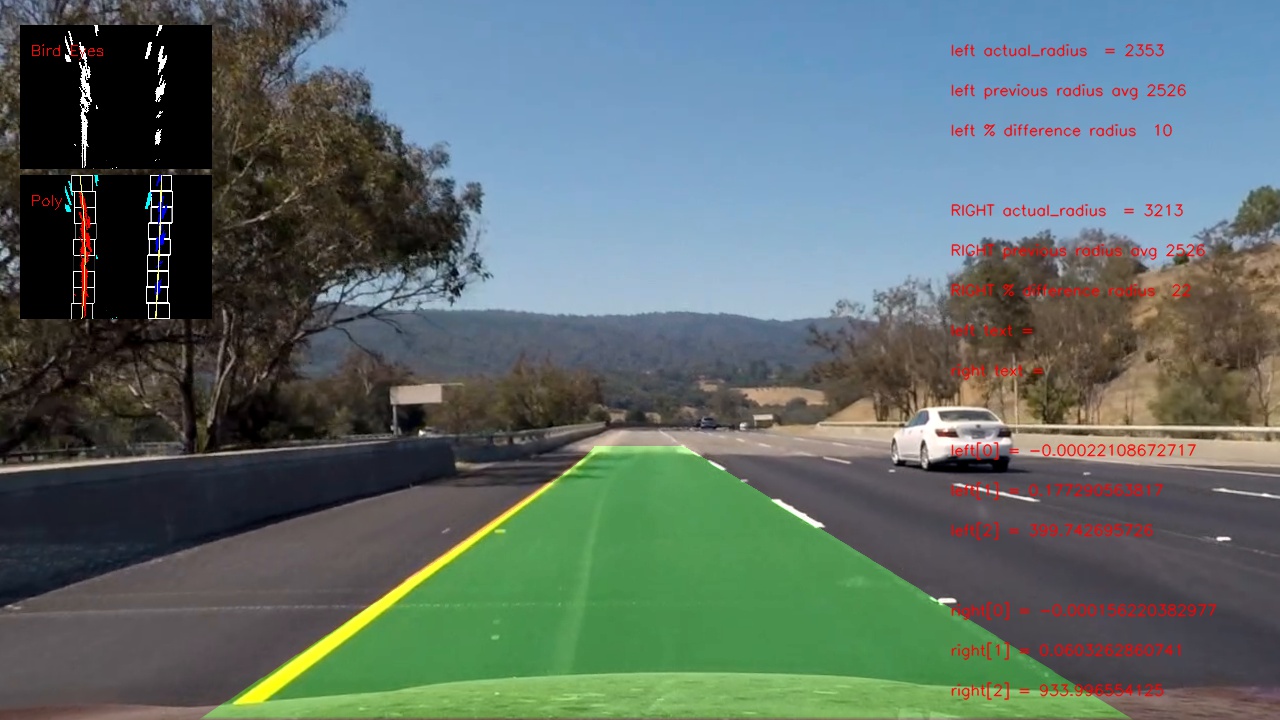 Bird Eyes
Poly
left actual_radius = 2353
left previous radius avg 2526
left % difference radius 10
RIGHT actual_radius = 3213
RIGHT previous radius avg 2526
RIGHT % difference radius 22
left text =
right text =
left[0] = -0.00022108672717
left[1] = 0.177290563817
left[2] = 399.742695726
right[0] = -0.000156220382977
right[1] = 0.0603262860741
right[2] = 933.996584125